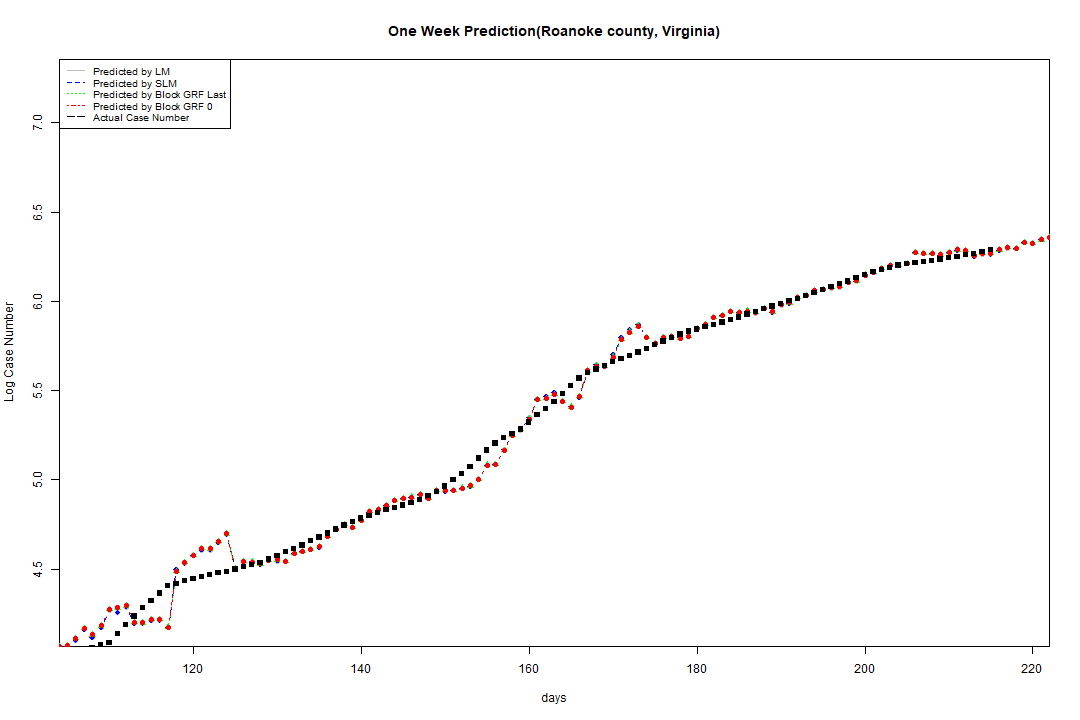 One Week Prediction(Roanoke county, Virginia)
Predicted by LM
Predicted by SLM
Predicted by Block GRF Last
Predicted by Block GRF 0
Actual Case Number
7.0
6.5
6.0
5.5
5.0
4.5
Log Case Number
120 140 160 180 200 220
days